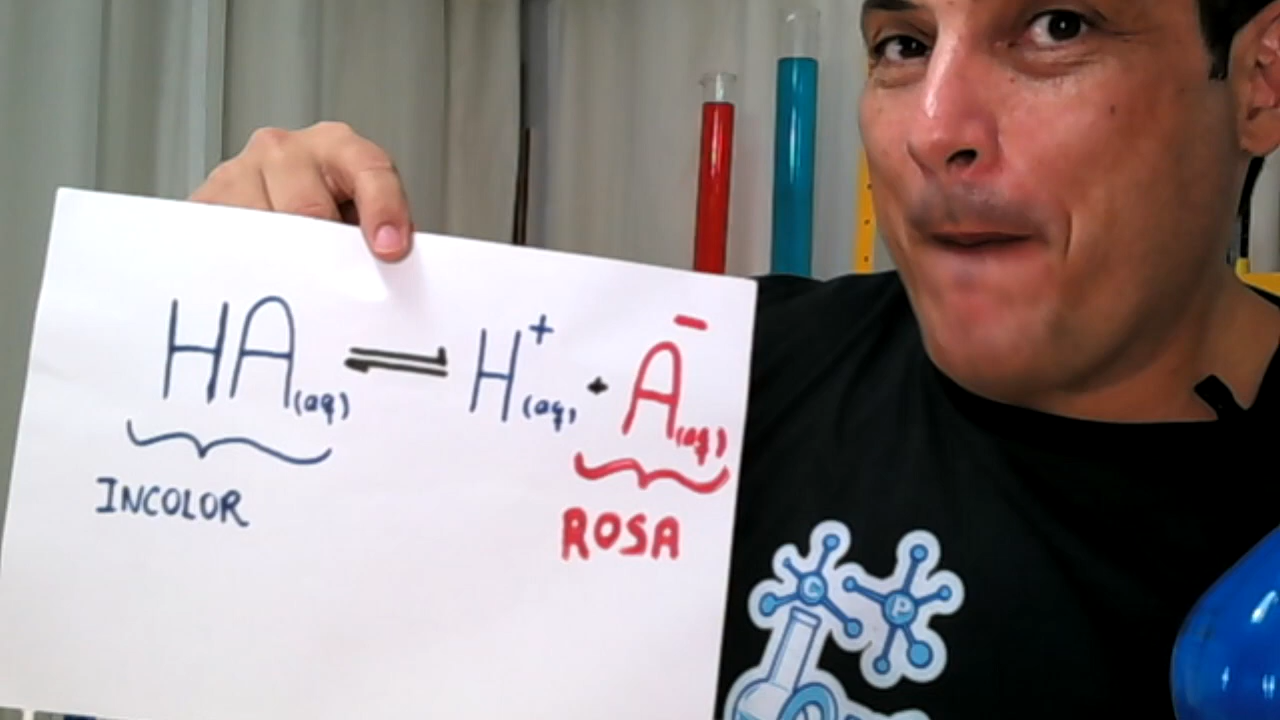 HA(aq) ⇌ H⁺(aq) + A⁻(aq)
INCOLOR ROSA
C P